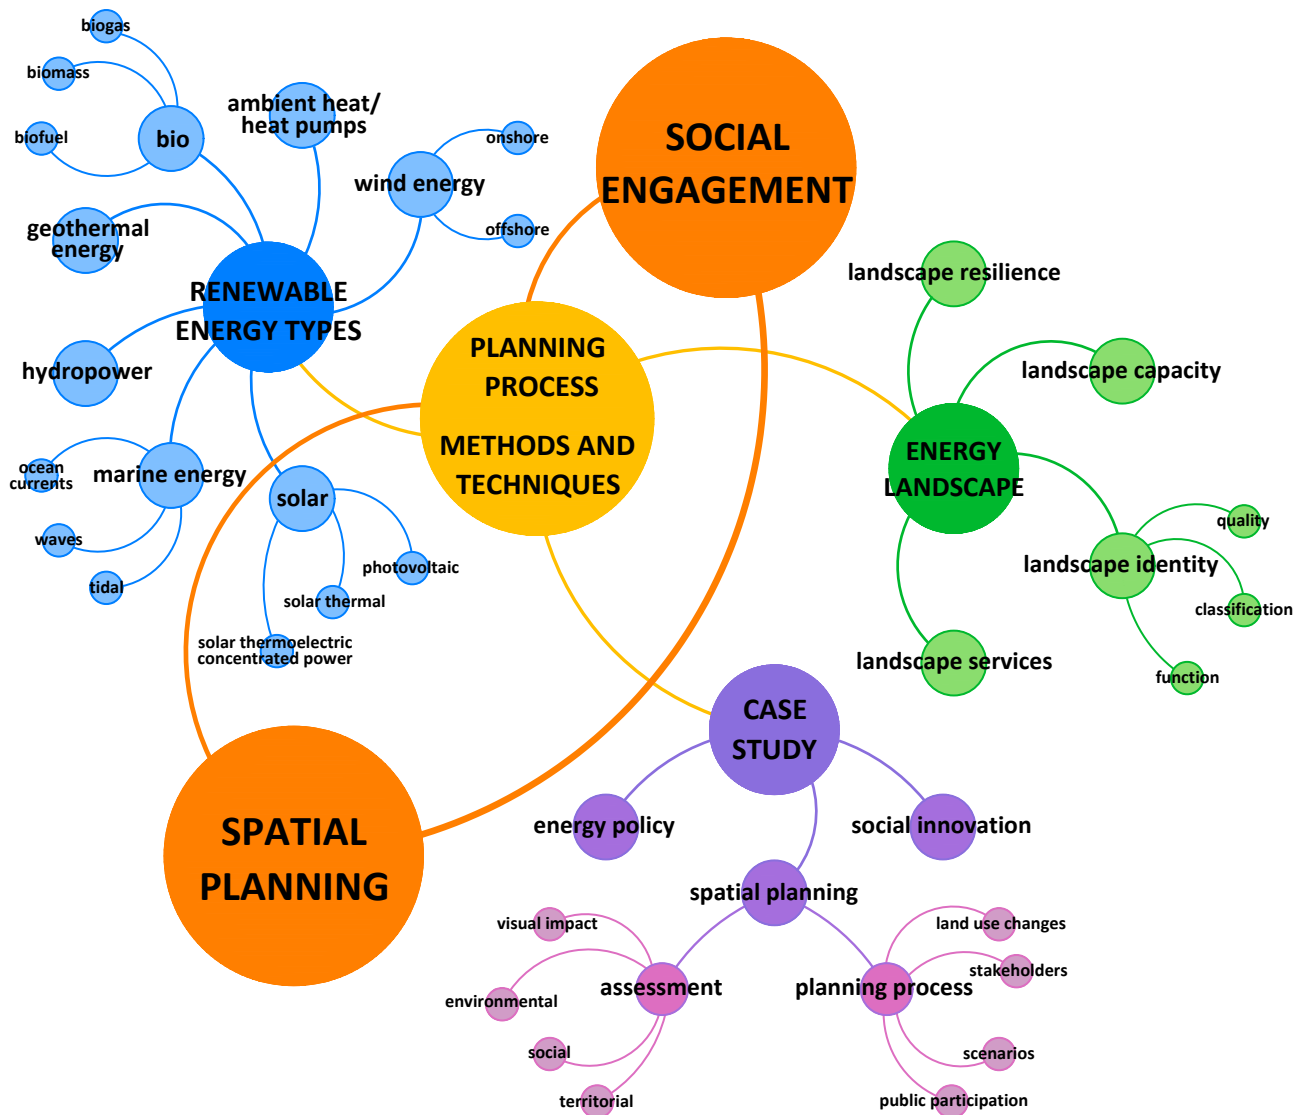 biogas
biomass
biofuel
bio
ambient heat/
heat pumps
onshore
wind energy
offshore
geothermal
energy
RENEWABLE
ENERGY TYPES
hydropower
ocean
currents
marine energy
waves
tidal
solar
photovoltaic
solar thermal
solar thermoelectric
concentrated power
SOCIAL
ENGAGEMENT
PLANNING
PROCESS
METHODS AND
TECHNIQUES
landscape resilience
landscape capacity
ENERGY
LANDSCAPE
quality
landscape identity
classification
function
landscape services
SPATIAL
PLANNING
CASE
STUDY
energy policy
social innovation
spatial planning
visual impact
environmental
assessment
social
territorial
land use changes
stakeholders
planning process
scenarios
public participation